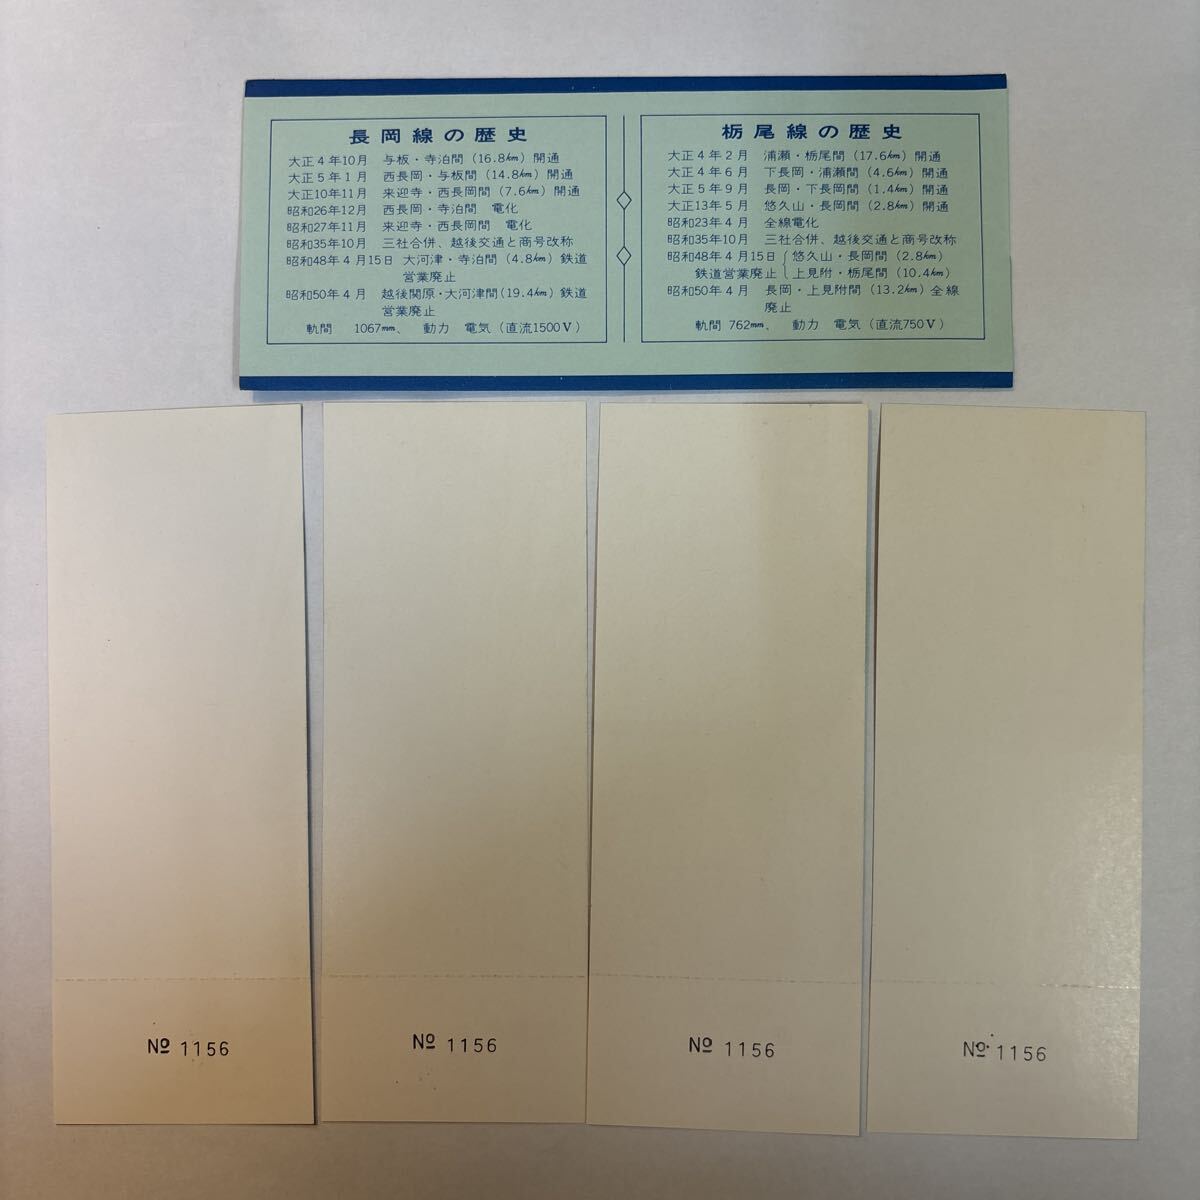 長岡線の歴史
大正4年10月 与板・寺泊間（16.8㎞）開通
大正5年1月 西長岡・与板間（14.8㎞）開通
大正10年11月 来迎寺・西長岡間（7.6㎞）開通
昭和26年12月 西長岡・寺泊間 電化
昭和27年11月 来迎寺・西長岡間 電化
昭和35年10月 三社合併、越後交通と商号改称
昭和48年4月15日 大河津・寺泊間（4.8㎞）鉄道
営業廃止
昭和50年4月 越後関原・大河津間（19.4㎞）鉄道
営業廃止
軌間 1067㎜、 動力 電気（直流1500V）
栃尾線の歴史
大正4年2月 浦瀬・栃尾間（17.6㎞）開通
大正4年6月 下長岡・浦瀬間（4.6㎞）開通
大正5年9月 長岡・下長岡間（1.4㎞）開通
大正13年5月 悠久山・長岡間（2.8㎞）開通
昭和23年4月 全線電化
昭和35年10月 三社合併、越後交通と商号改称
昭和48年4月15日 悠久山・長岡間（2.8㎞）
鉄道営業廃止 上見附・栃尾間（10.4㎞）
昭和50年4月 長岡・上見附間（13.2㎞）全線
廃止
軌間 762㎜、 動力 電気（直流750V）
№ 1156
№ 1156
№ 1156
№ 1156